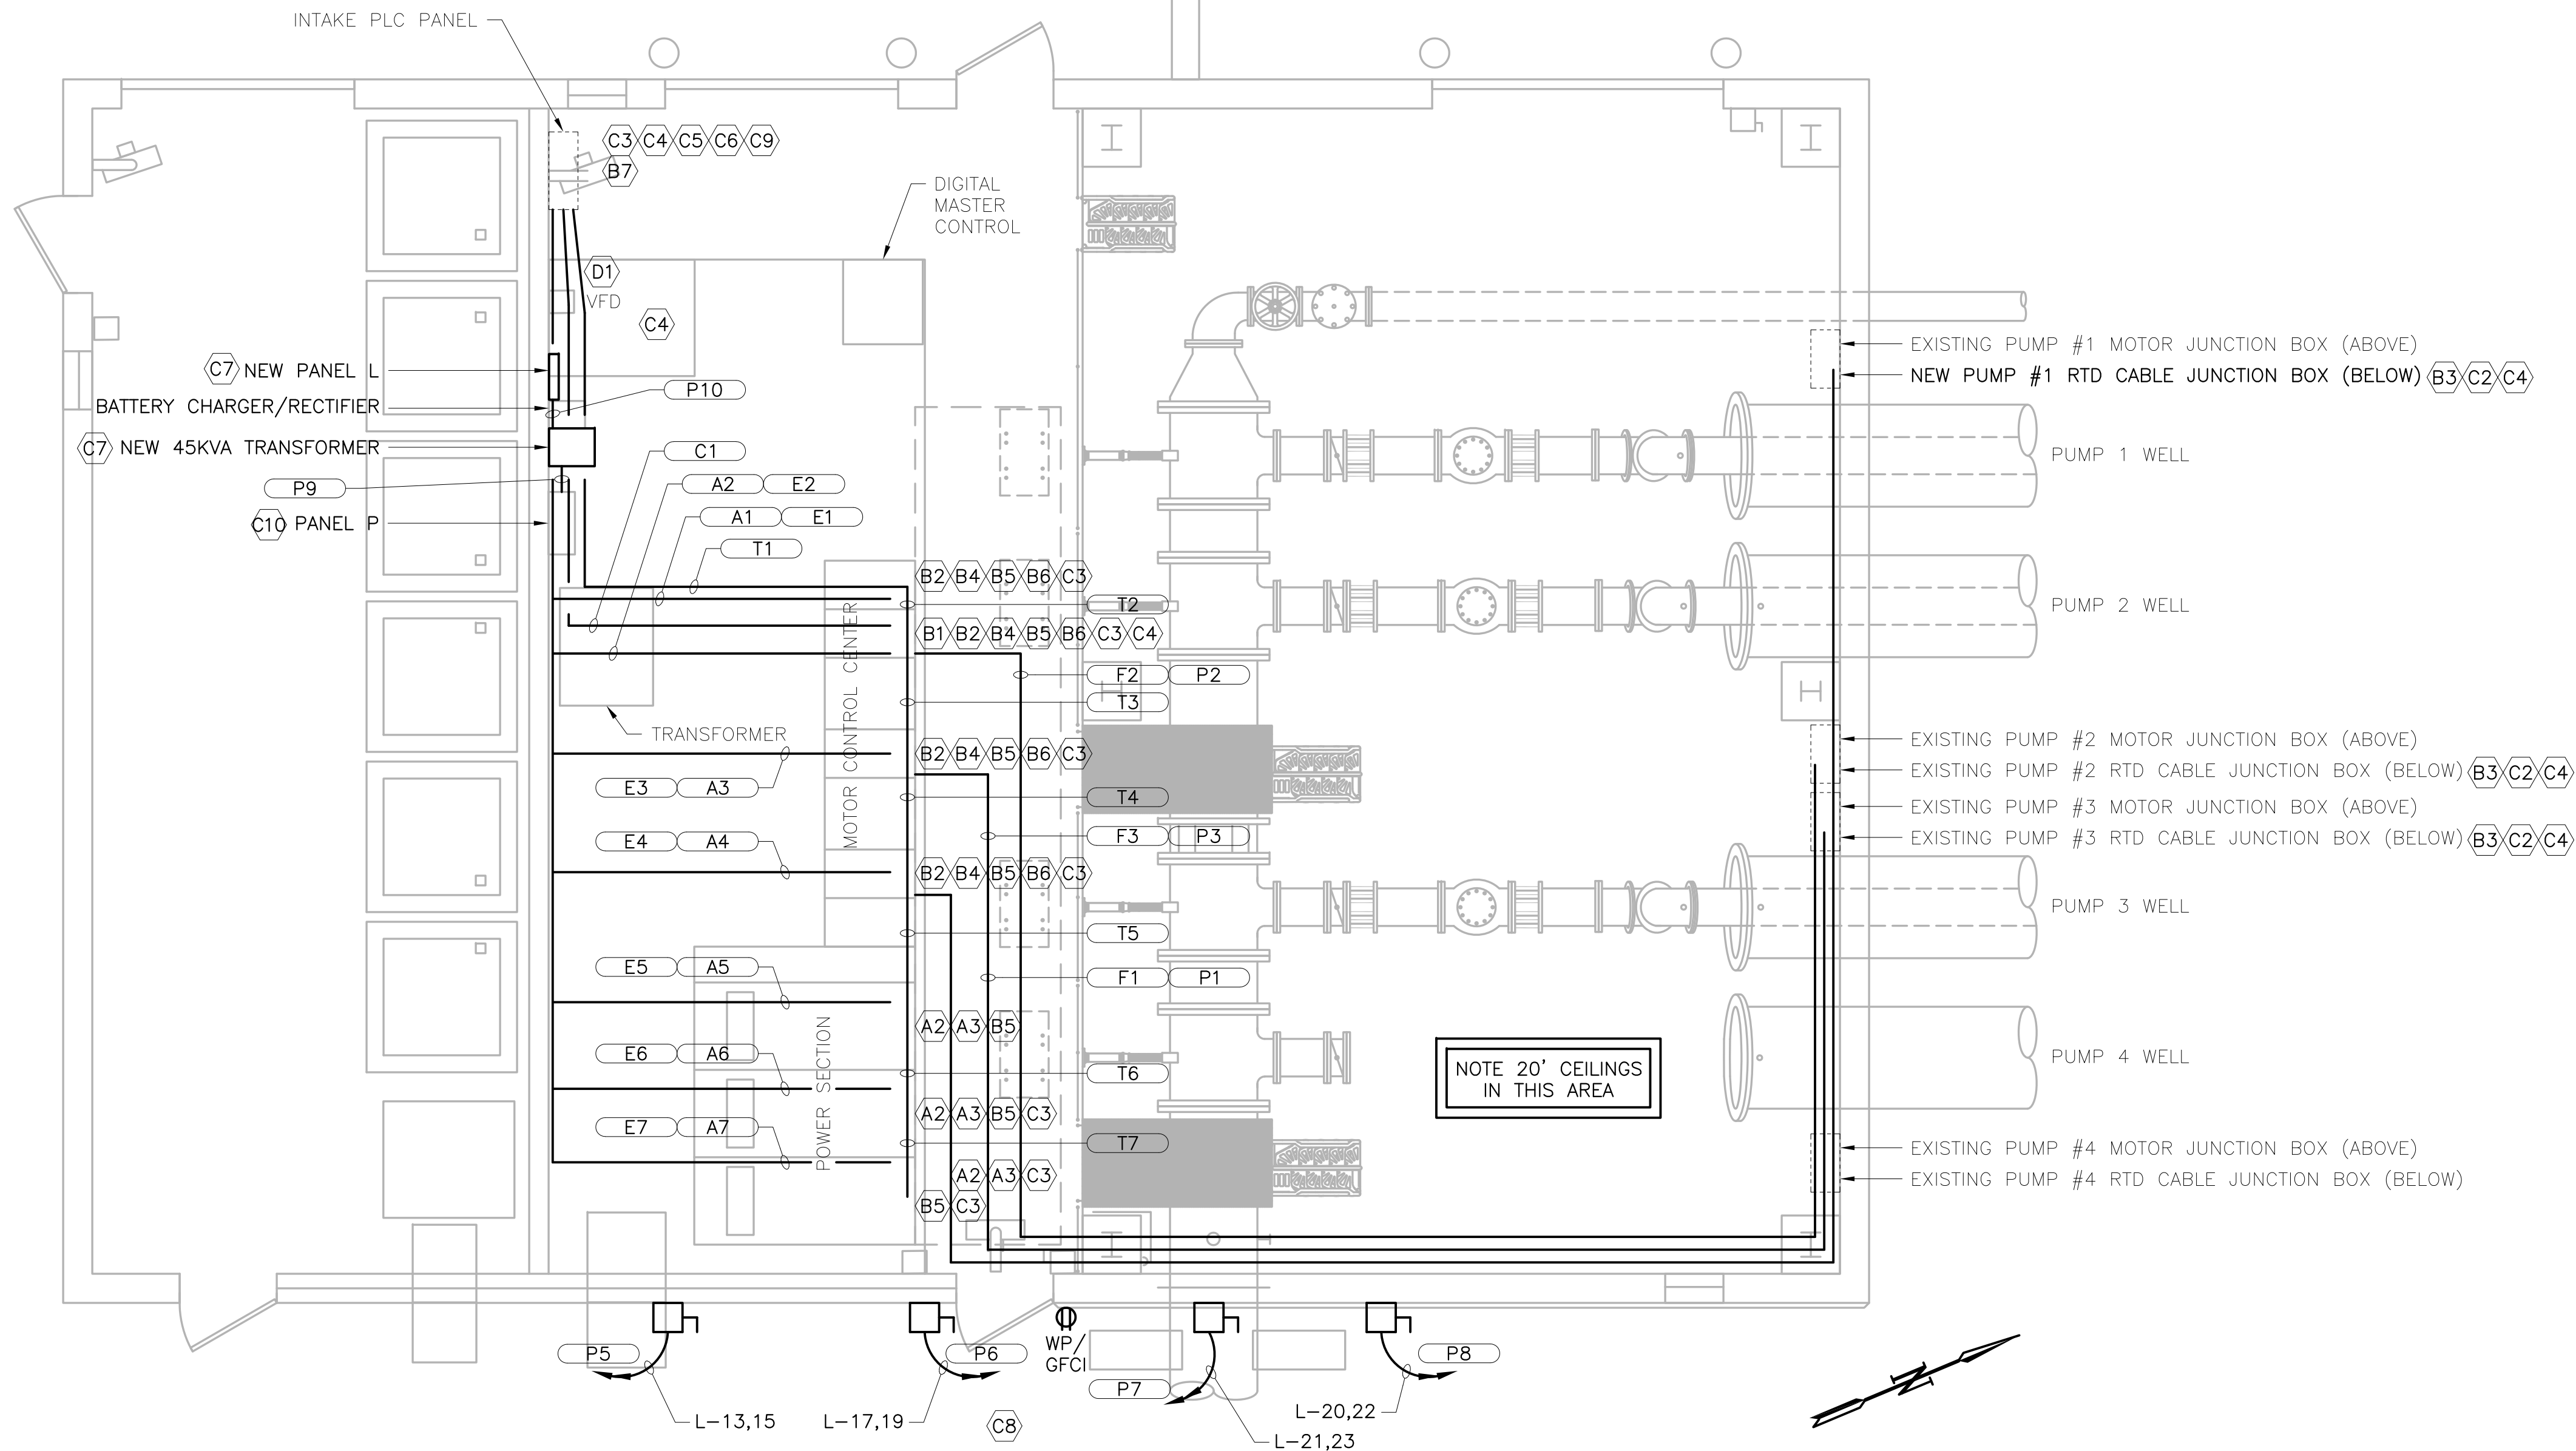 INTAKE PLC PANEL
C3 C4 C5 C6 C9
B7
DIGITAL
MASTER
CONTROL
D1
VFD
C4
C7 NEW PANEL L
P10
BATTERY CHARGER/RECTIFIER
C7 NEW 45KVA TRANSFORMER
C1
P9
A2 E2
C10 PANEL P
A1 E1
T1
B2 B4 B5 B6 C3
T2
B1 B2 B4 B5 B6 C3 C4
F2 P2
T3
TRANSFORMER
MOTOR CONTROL CENTER
B2 B4 B5 B6 C3
E3 A3
T4
E4 A4
F3 P3
B2 B4 B5 B6 C3
T5
E5 A5
F1 P1
A2 A3 B5
E6 A6
T6
POWER SECTION
A2 A3 B5 C3
E7 A7
T7
A2 A3 C3
B5 C3
EXISTING PUMP #1 MOTOR JUNCTION BOX (ABOVE)
NEW PUMP #1 RTD CABLE JUNCTION BOX (BELOW) B3 C2 C4
PUMP 1 WELL
PUMP 2 WELL
EXISTING PUMP #2 MOTOR JUNCTION BOX (ABOVE)
EXISTING PUMP #2 RTD CABLE JUNCTION BOX (BELOW) B3 C2 C4
EXISTING PUMP #3 MOTOR JUNCTION BOX (ABOVE)
EXISTING PUMP #3 RTD CABLE JUNCTION BOX (BELOW) B3 C2 C4
PUMP 3 WELL
NOTE 20' CEILINGS
IN THIS AREA
PUMP 4 WELL
EXISTING PUMP #4 MOTOR JUNCTION BOX (ABOVE)
EXISTING PUMP #4 RTD CABLE JUNCTION BOX (BELOW)
WP/
GFCI
P5
P6
P7
P8
L-13,15
L-17,19
C8
L-20,22
L-21,23
N